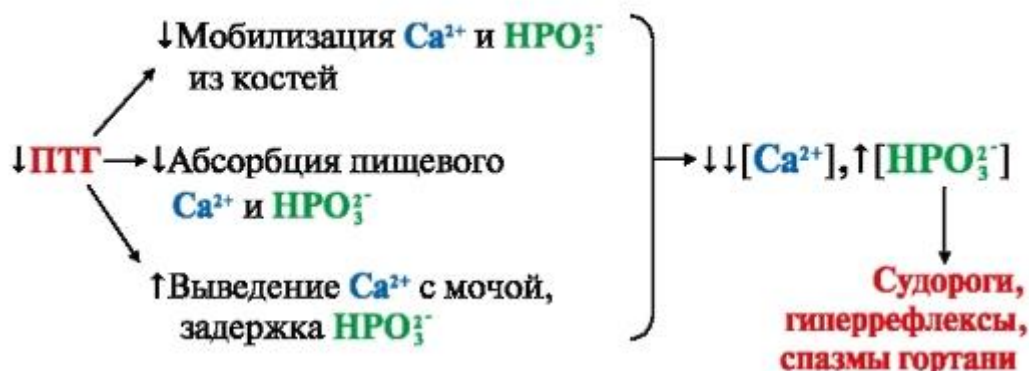 ↓Мобилизация Ca²⁺ и HPO₃²⁻
из костей
↓ПТГ
↓Абсорбция пищевого
Ca²⁺ и HPO₃²⁻
↑Выведение Ca²⁺ с мочой,
задержка HPO₃²⁻
↓↓[Ca²⁺],↑[HPO₃²⁻]
Судороги,
гиперрефлексы,
спазмы гортани